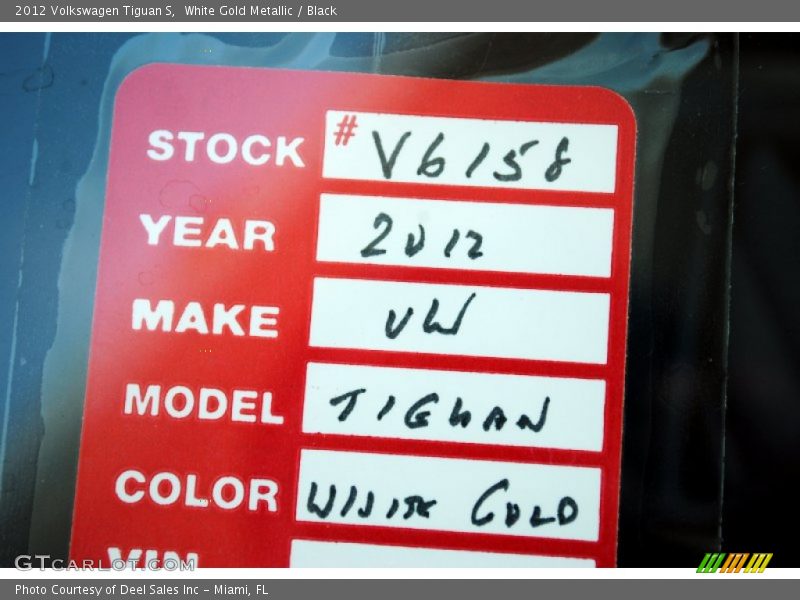 2012 Volkswagen Tiguan S, White Gold Metallic / Black
STOCK # V6158
YEAR 2012
MAKE VW
MODEL TIGUAN
COLOR WHITE GOLD
VIN
GTCARLOT.COM
Photo Courtesy of Deel Sales Inc - Miami, FL